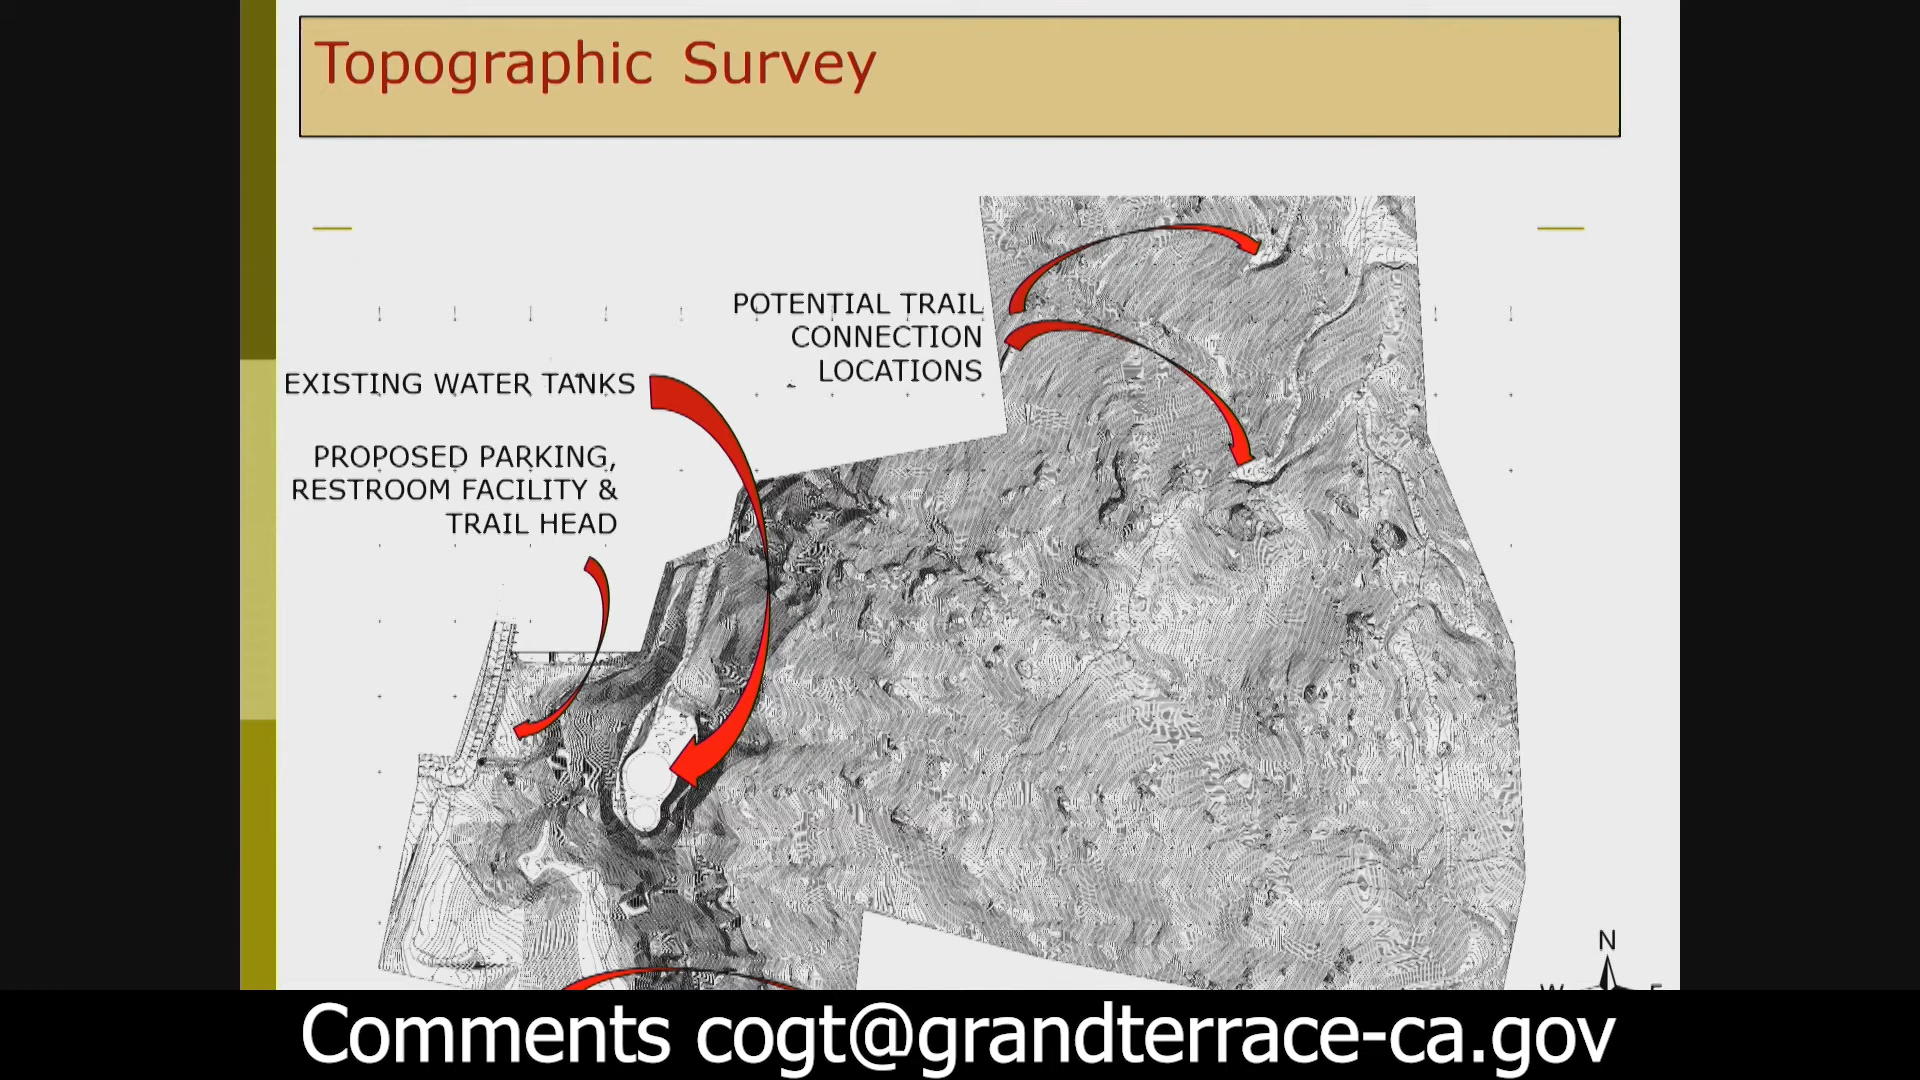 Topographic Survey
POTENTIAL TRAIL
CONNECTION
LOCATIONS
EXISTING WATER TANKS
PROPOSED PARKING,
RESTROOM FACILITY &
TRAIL HEAD
N
W E
Comments cogt@grandterrace-ca.gov